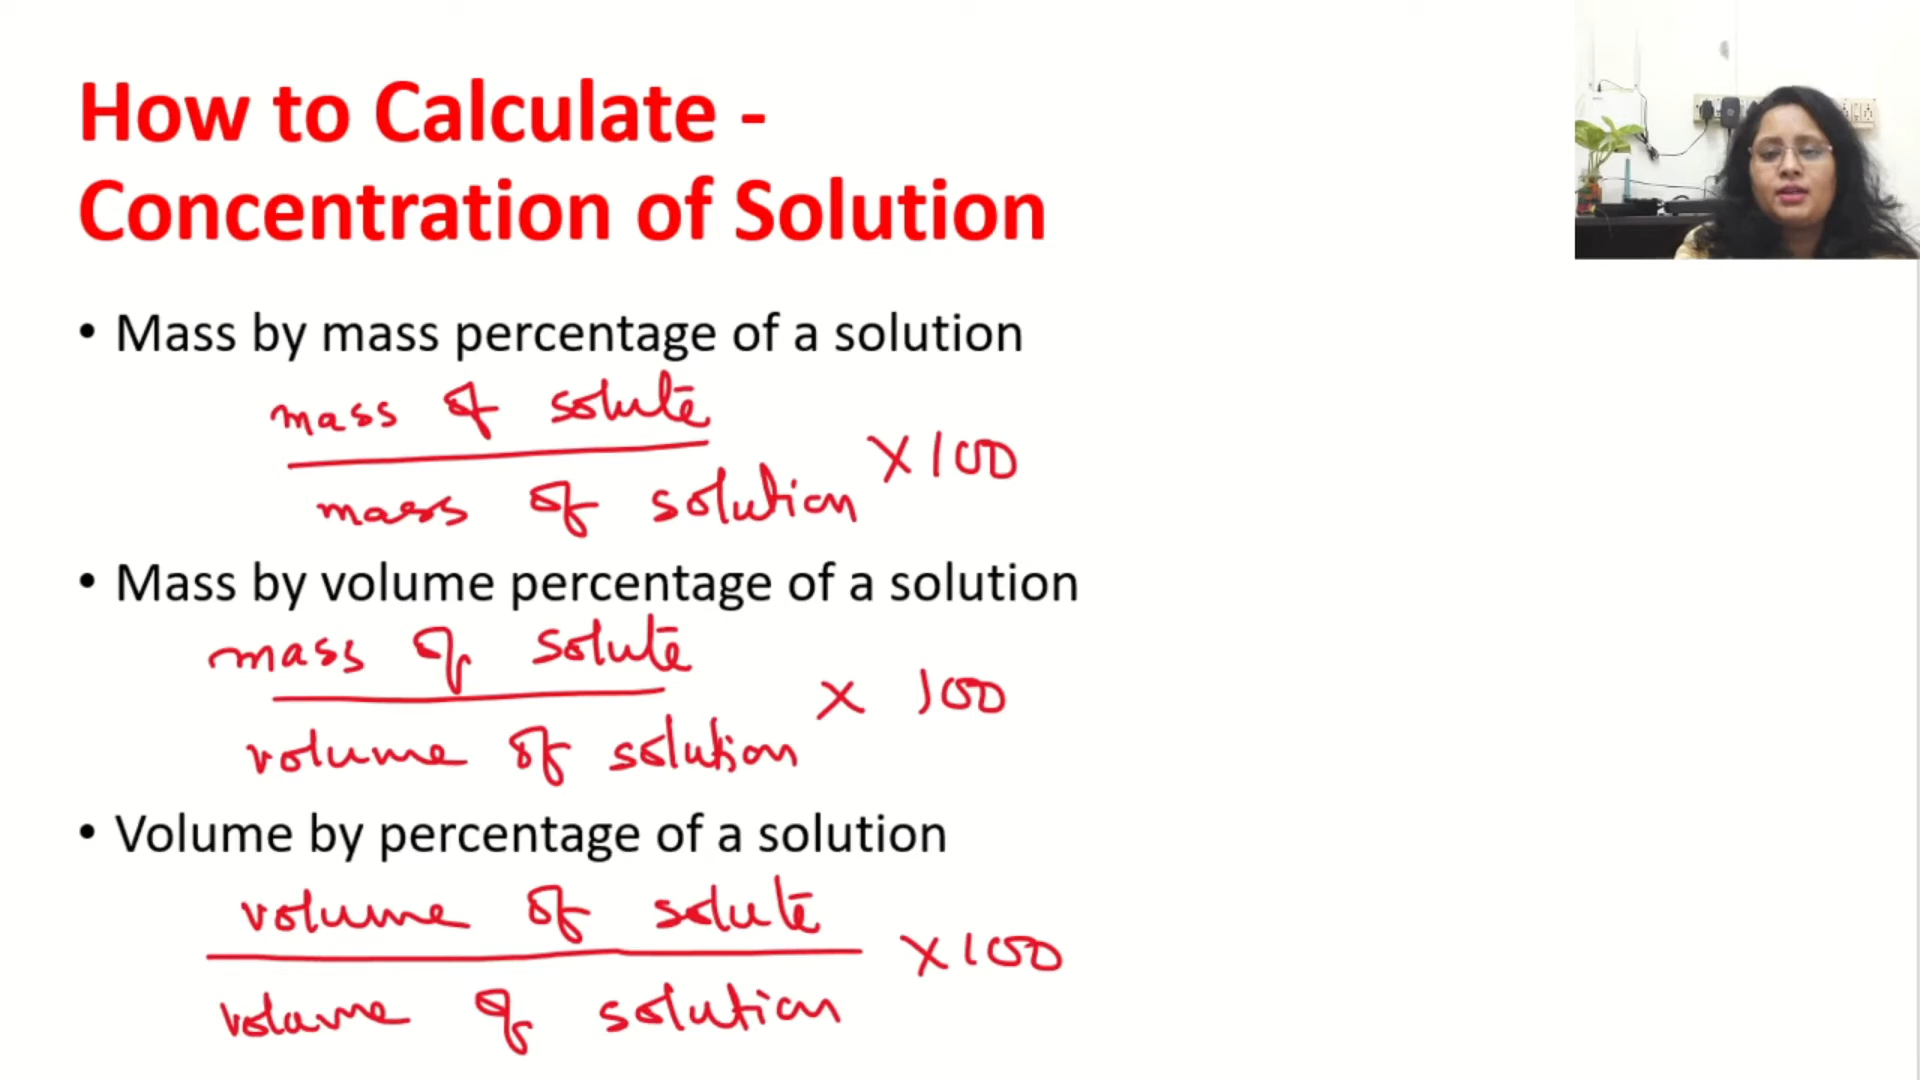 How to Calculate -
Concentration of Solution
• Mass by mass percentage of a solution
mass of solute
mass of solution × 100
• Mass by volume percentage of a solution
mass of solute
volume of solution × 100
• Volume by percentage of a solution
volume of solute
volume of solution × 100